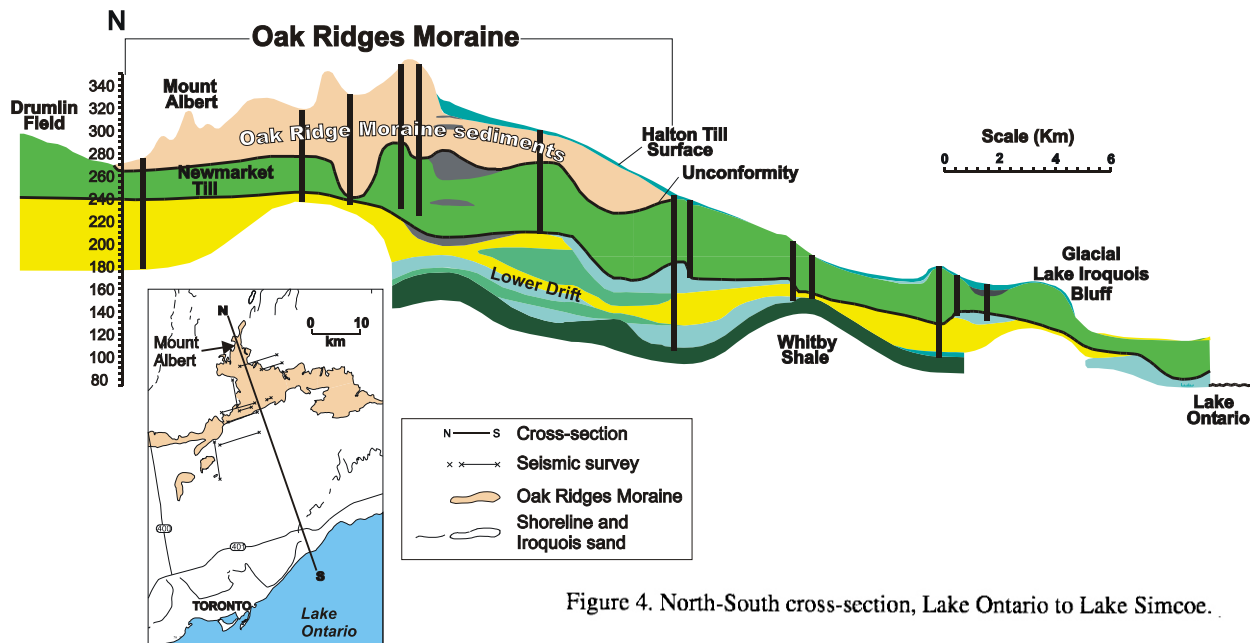 N
Oak Ridges Moraine
340
320
300
280
260
240
220
200
180
160
140
120
100
80
Drumlin
Field
Mount
Albert
Oak Ridge Moraine sediments
Newmarket
Till
Halton Till
Surface
Unconformity
Scale (Km)
0 2 4 6
Lower Drift
Whitby
Shale
Glacial
Lake Iroquois
Bluff
Lake
Ontario
N
Mount
Albert
0 10
km
400
401
S
TORONTO
Lake
Ontario
N S Cross-section
Seismic survey
Oak Ridges Moraine
Shoreline and
Iroquois sand
Figure 4. North-South cross-section, Lake Ontario to Lake Simcoe.